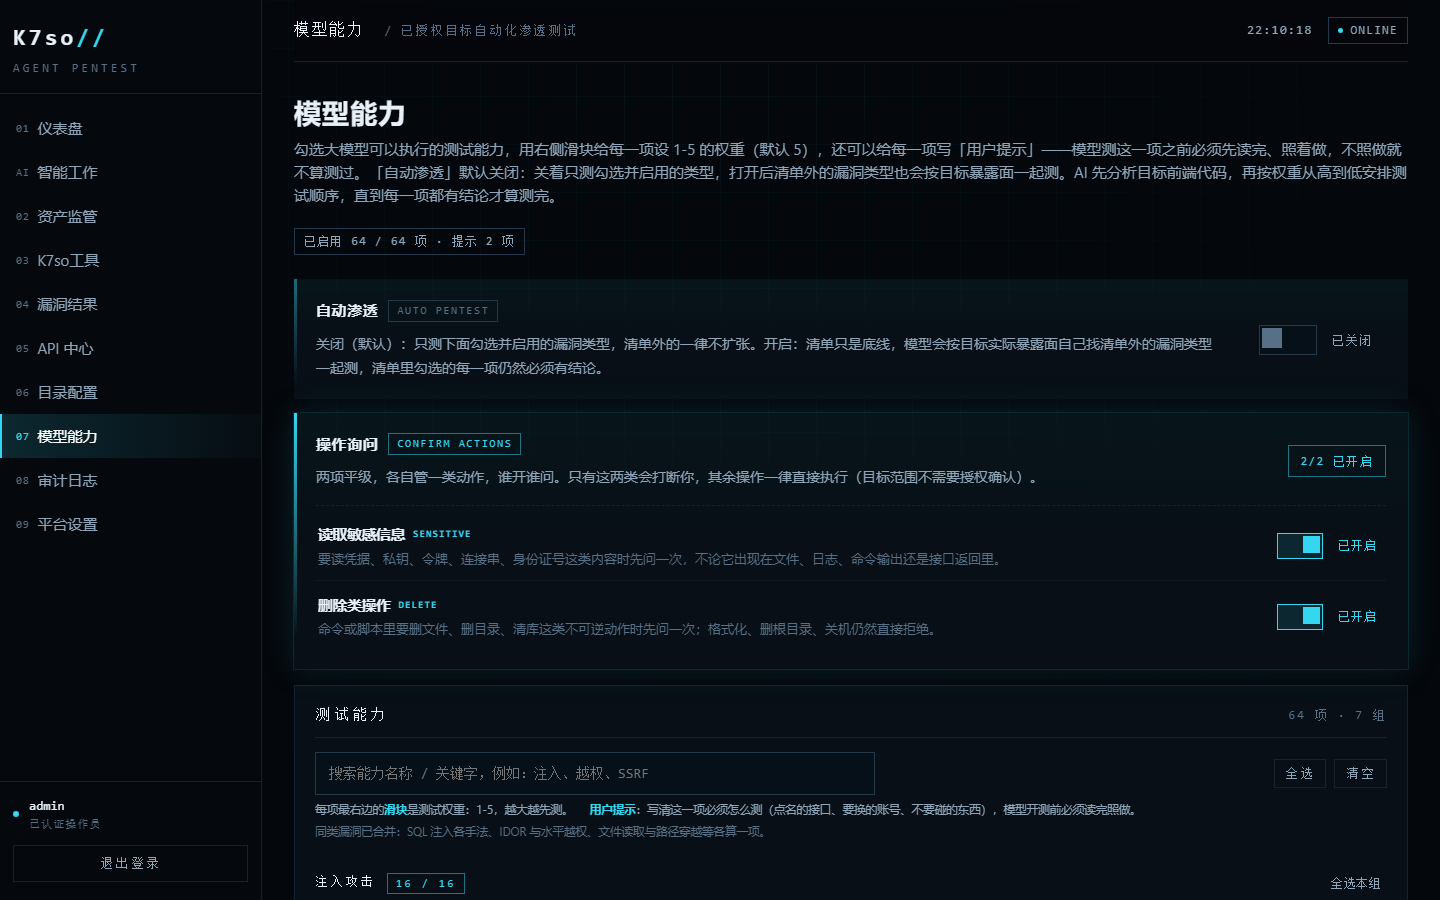 K7so//
AGENT PENTEST
01 仪表盘
AI 智能工作
02 资产监管
03 K7so工具
04 漏洞结果
05 API 中心
06 目录配置
07 模型能力
08 审计日志
09 平台设置
admin
已认证操作员
退出登录
模型能力 / 已授权目标自动化渗透测试
22:10:18 ONLINE
模型能力
勾选大模型可以执行的测试能力，用右侧滑块给每一项设 1-5 的权重（默认 5），还可以给每一项写「用户提示」——模型测这一项之前必须先读完、照着做，不照做就
不算测过。「自动渗透」默认关闭：关着只测勾选并启用的类型，打开后清单外的漏洞类型也会按目标暴露面一起测。AI 先分析目标前端代码，再按权重从高到低安排测
试顺序，直到每一项都有结论才算测完。
已启用 64 / 64 项 · 提示 2 项
自动渗透 AUTO PENTEST
关闭（默认）：只测下面勾选并启用的漏洞类型，清单外的一律不扩张。开启：清单只是底线，模型会按目标实际暴露面自己找清单外的漏洞类型
一起测，清单里勾选的每一项仍然必须有结论。
已关闭
操作询问 CONFIRM ACTIONS
两项平级，各自管一类动作，谁开谁问。只有这两类会打断你，其余操作一律直接执行（目标范围不需要授权确认）。
2/2 已开启
读取敏感信息 SENSITIVE
要读凭据、私钥、令牌、连接串、身份证号这类内容时先问一次，不论它出现在文件、日志、命令输出还是接口返回里。
已开启
删除类操作 DELETE
命令或脚本里要删文件、删目录、清库这类不可逆动作时先问一次；格式化、删根目录、关机仍然直接拒绝。
已开启
测试能力
64 项 · 7 组
搜索能力名称 / 关键字，例如：注入、越权、SSRF
全选 清空
每项最右边的滑块是测试权重：1-5，越大越先测。 用户提示：写清这一项必须怎么测（点名的接口、要换的账号、不要碰的东西），模型开测前必须读完照做。
同类漏洞已合并：SQL 注入各手法、IDOR 与水平越权、文件读取与路径穿越等各算一项。
注入攻击 16 / 16
全选本组